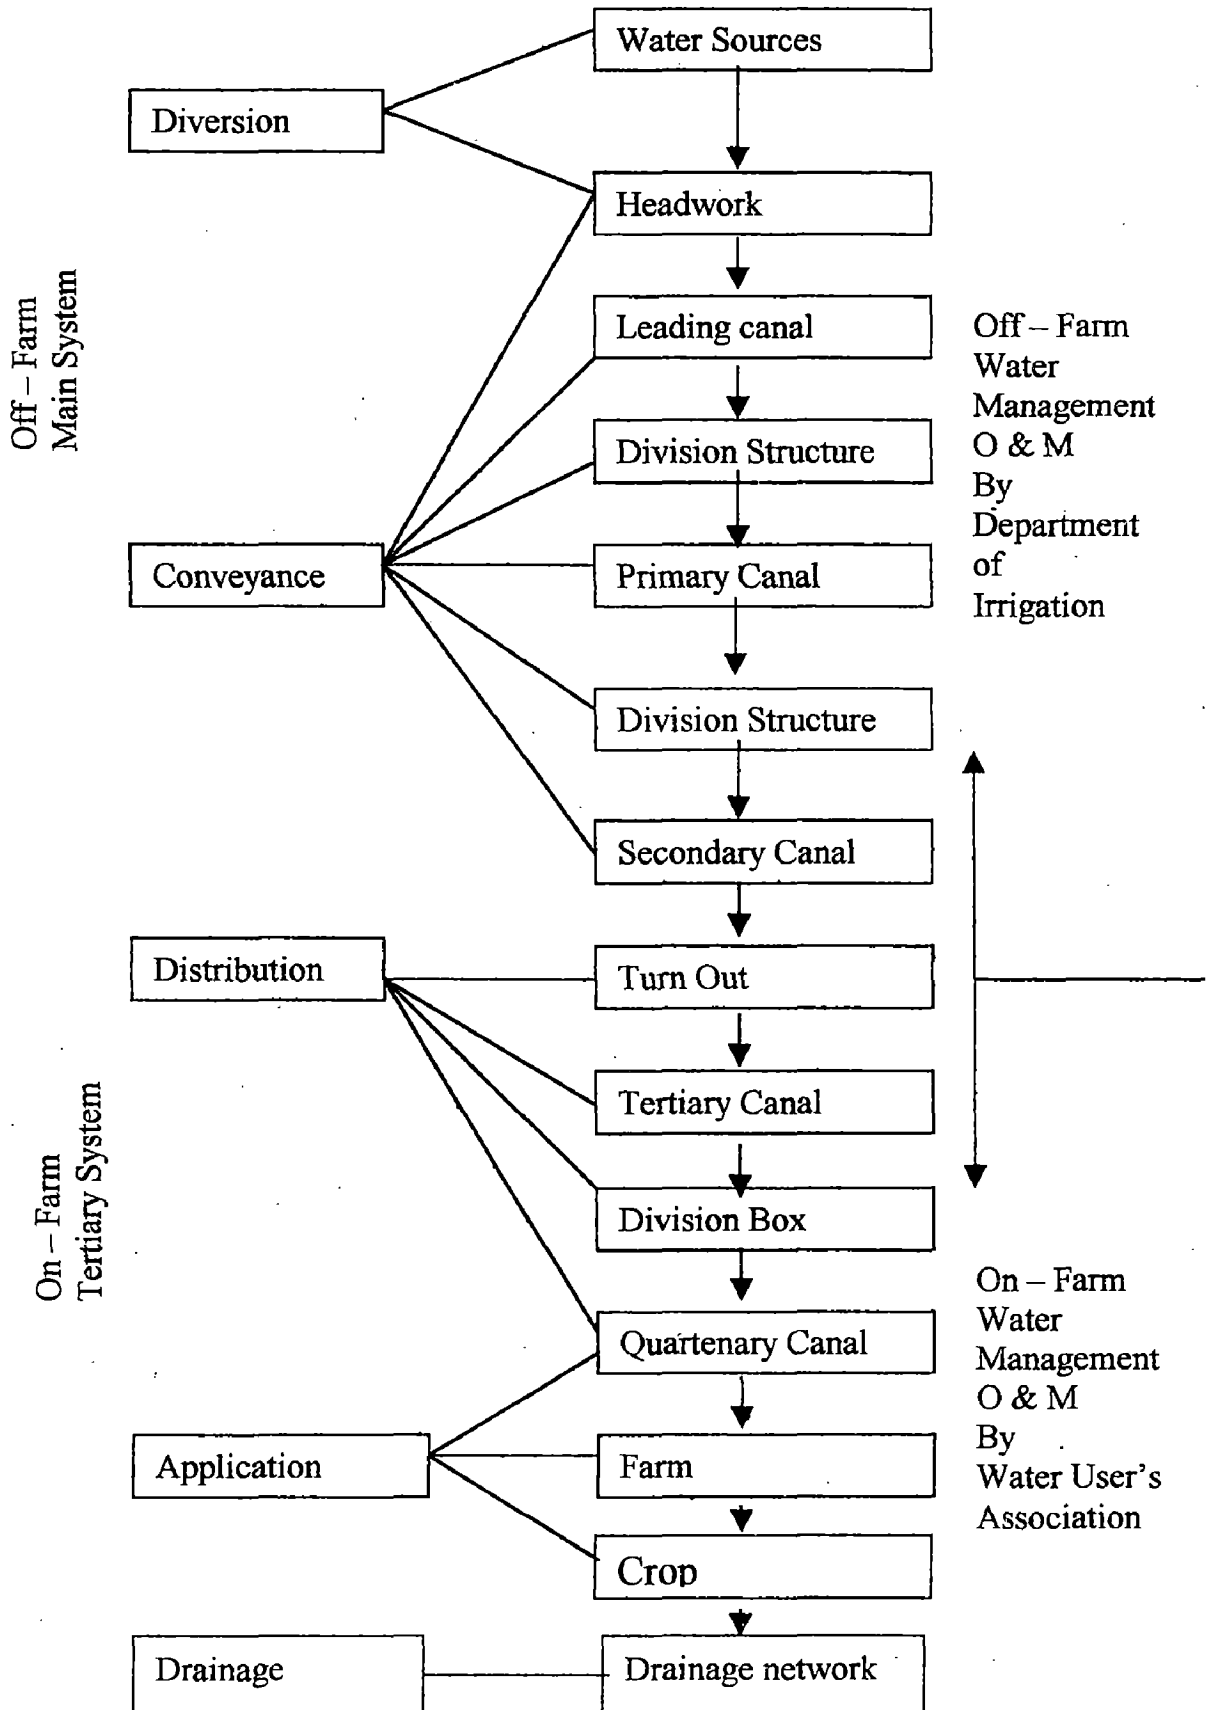 Water Sources
Diversion
Headwork
Off – Farm
Main System
Leading canal
Division Structure
Off – Farm
Water
Management
O & M
By
Department
of
Irrigation
Conveyance
Primary Canal
Division Structure
Secondary Canal
Distribution
Turn Out
Tertiary Canal
Division Box
On – Farm
Tertiary System
Quartenary Canal
On – Farm
Water
Management
O & M
By
Water User's
Association
Application
Farm
Crop
Drainage
Drainage network